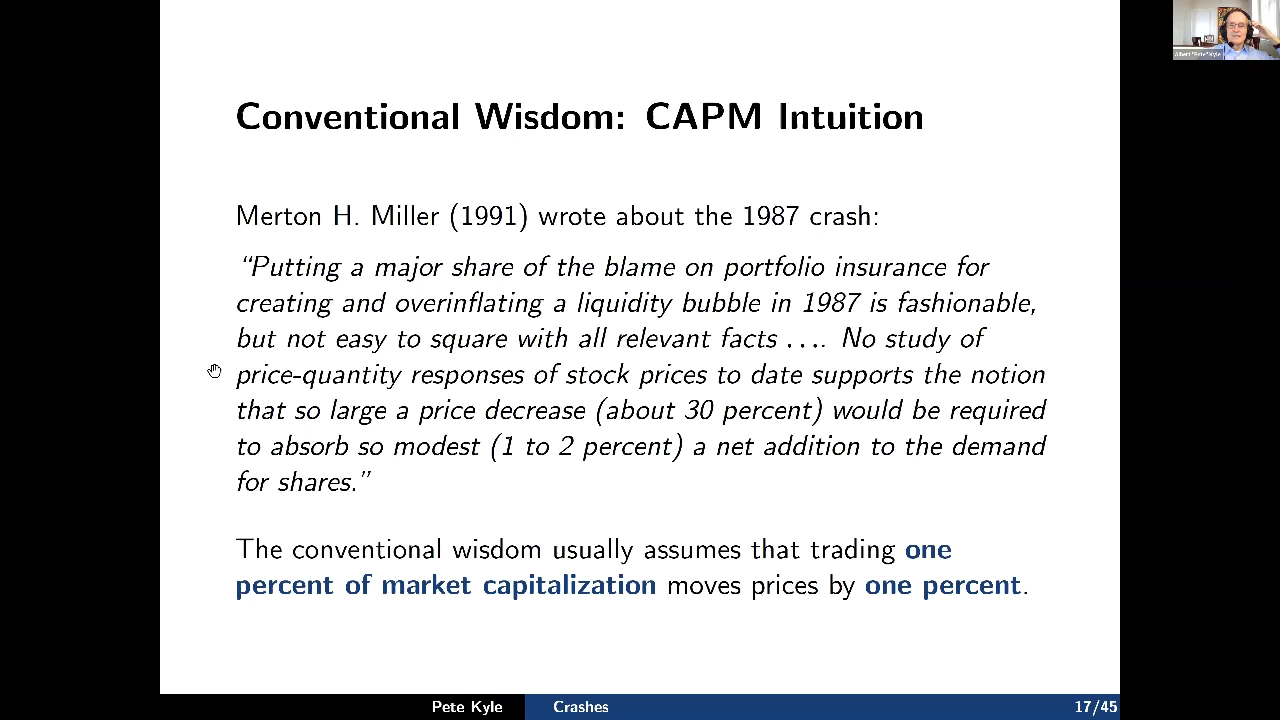 Albert "Pete" Kyle
Conventional Wisdom: CAPM Intuition
Merton H. Miller (1991) wrote about the 1987 crash:
“Putting a major share of the blame on portfolio insurance for
creating and overinflating a liquidity bubble in 1987 is fashionable,
but not easy to square with all relevant facts . . . . No study of
price-quantity responses of stock prices to date supports the notion
that so large a price decrease (about 30 percent) would be required
to absorb so modest (1 to 2 percent) a net addition to the demand
for shares.”
The conventional wisdom usually assumes that trading one
percent of market capitalization moves prices by one percent.
Pete Kyle Crashes 17/45